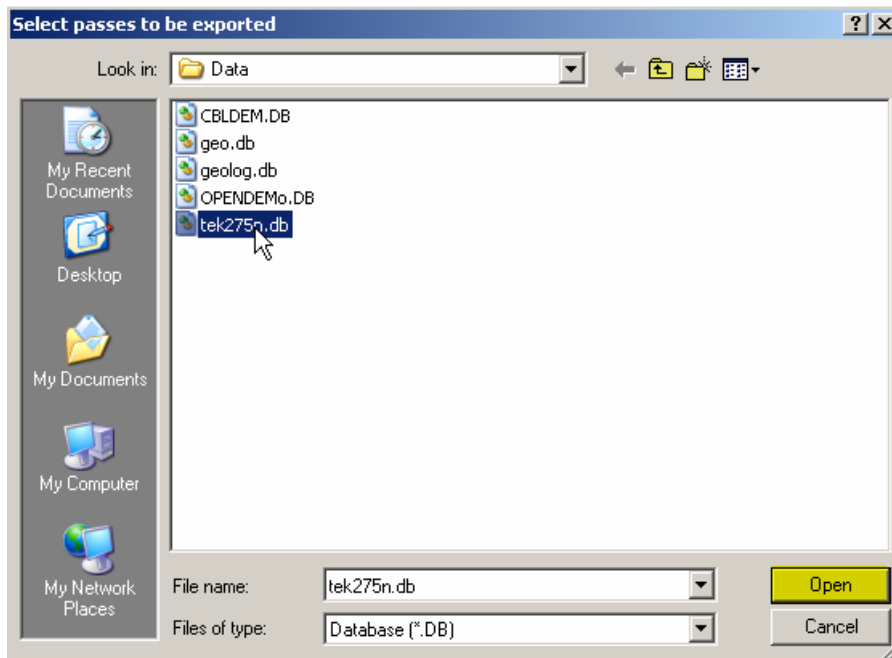 Select passes to be exported
Look in:
Data
My Recent
Documents
Desktop
My Documents
My Computer
My Network
Places
CBLDEM.DB
geo.db
geolog.db
OPENDEMo.DB
tek275n.db
File name:
tek275n.db
Open
Files of type:
Database (*.DB)
Cancel